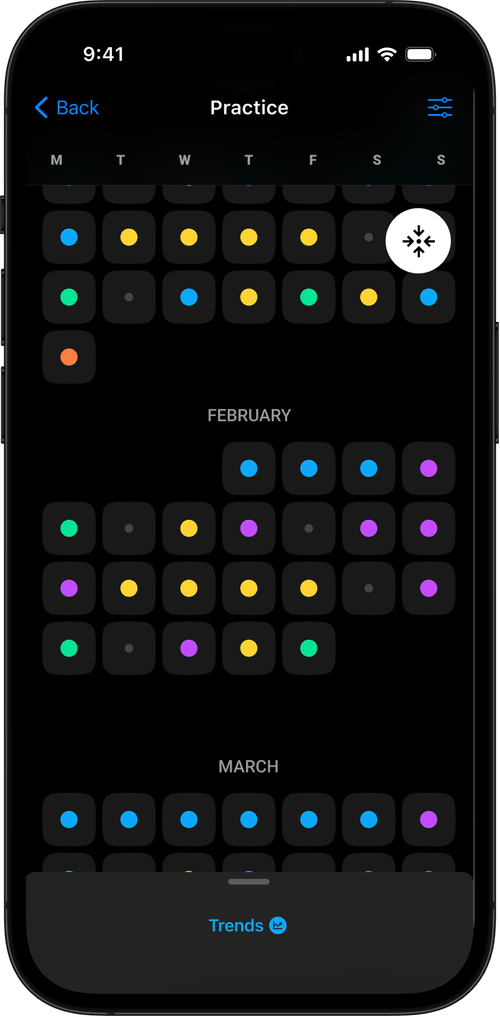 9:41
Back
Practice
M T W T F S S
FEBRUARY
MARCH
Trends